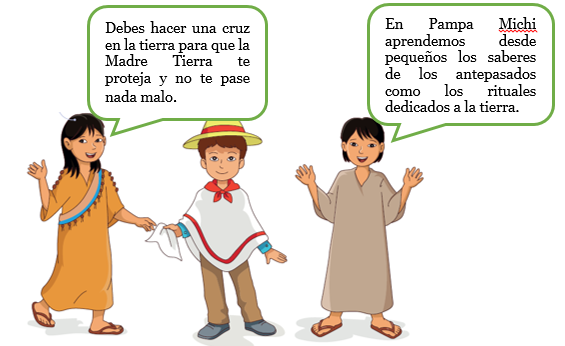 Debes hacer una cruz
en la tierra para que la
Madre Tierra te
proteja y no te pase
nada malo.
En Pampa Michi
aprendemos desde
pequeños los saberes
de los antepasados
como los rituales
dedicados a la tierra.